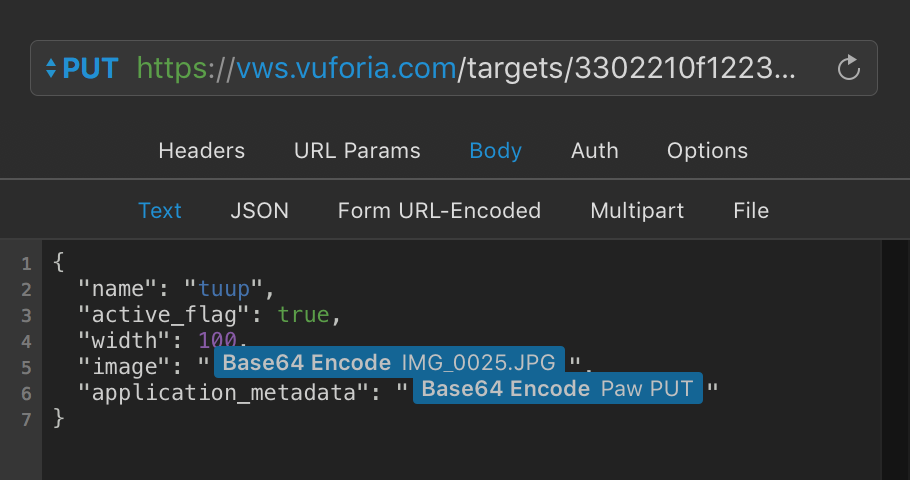 PUT https://vws.vuforia.com/targets/3302210f1223...
Headers URL Params Body Auth Options
Text JSON Form URL-Encoded Multipart File
1 {
2 "name": "tuup",
3 "active_flag": true,
4 "width": 100,
5 "image": "Base64 Encode IMG_0025.JPG",
6 "application_metadata": "Base64 Encode Paw PUT"
7 }